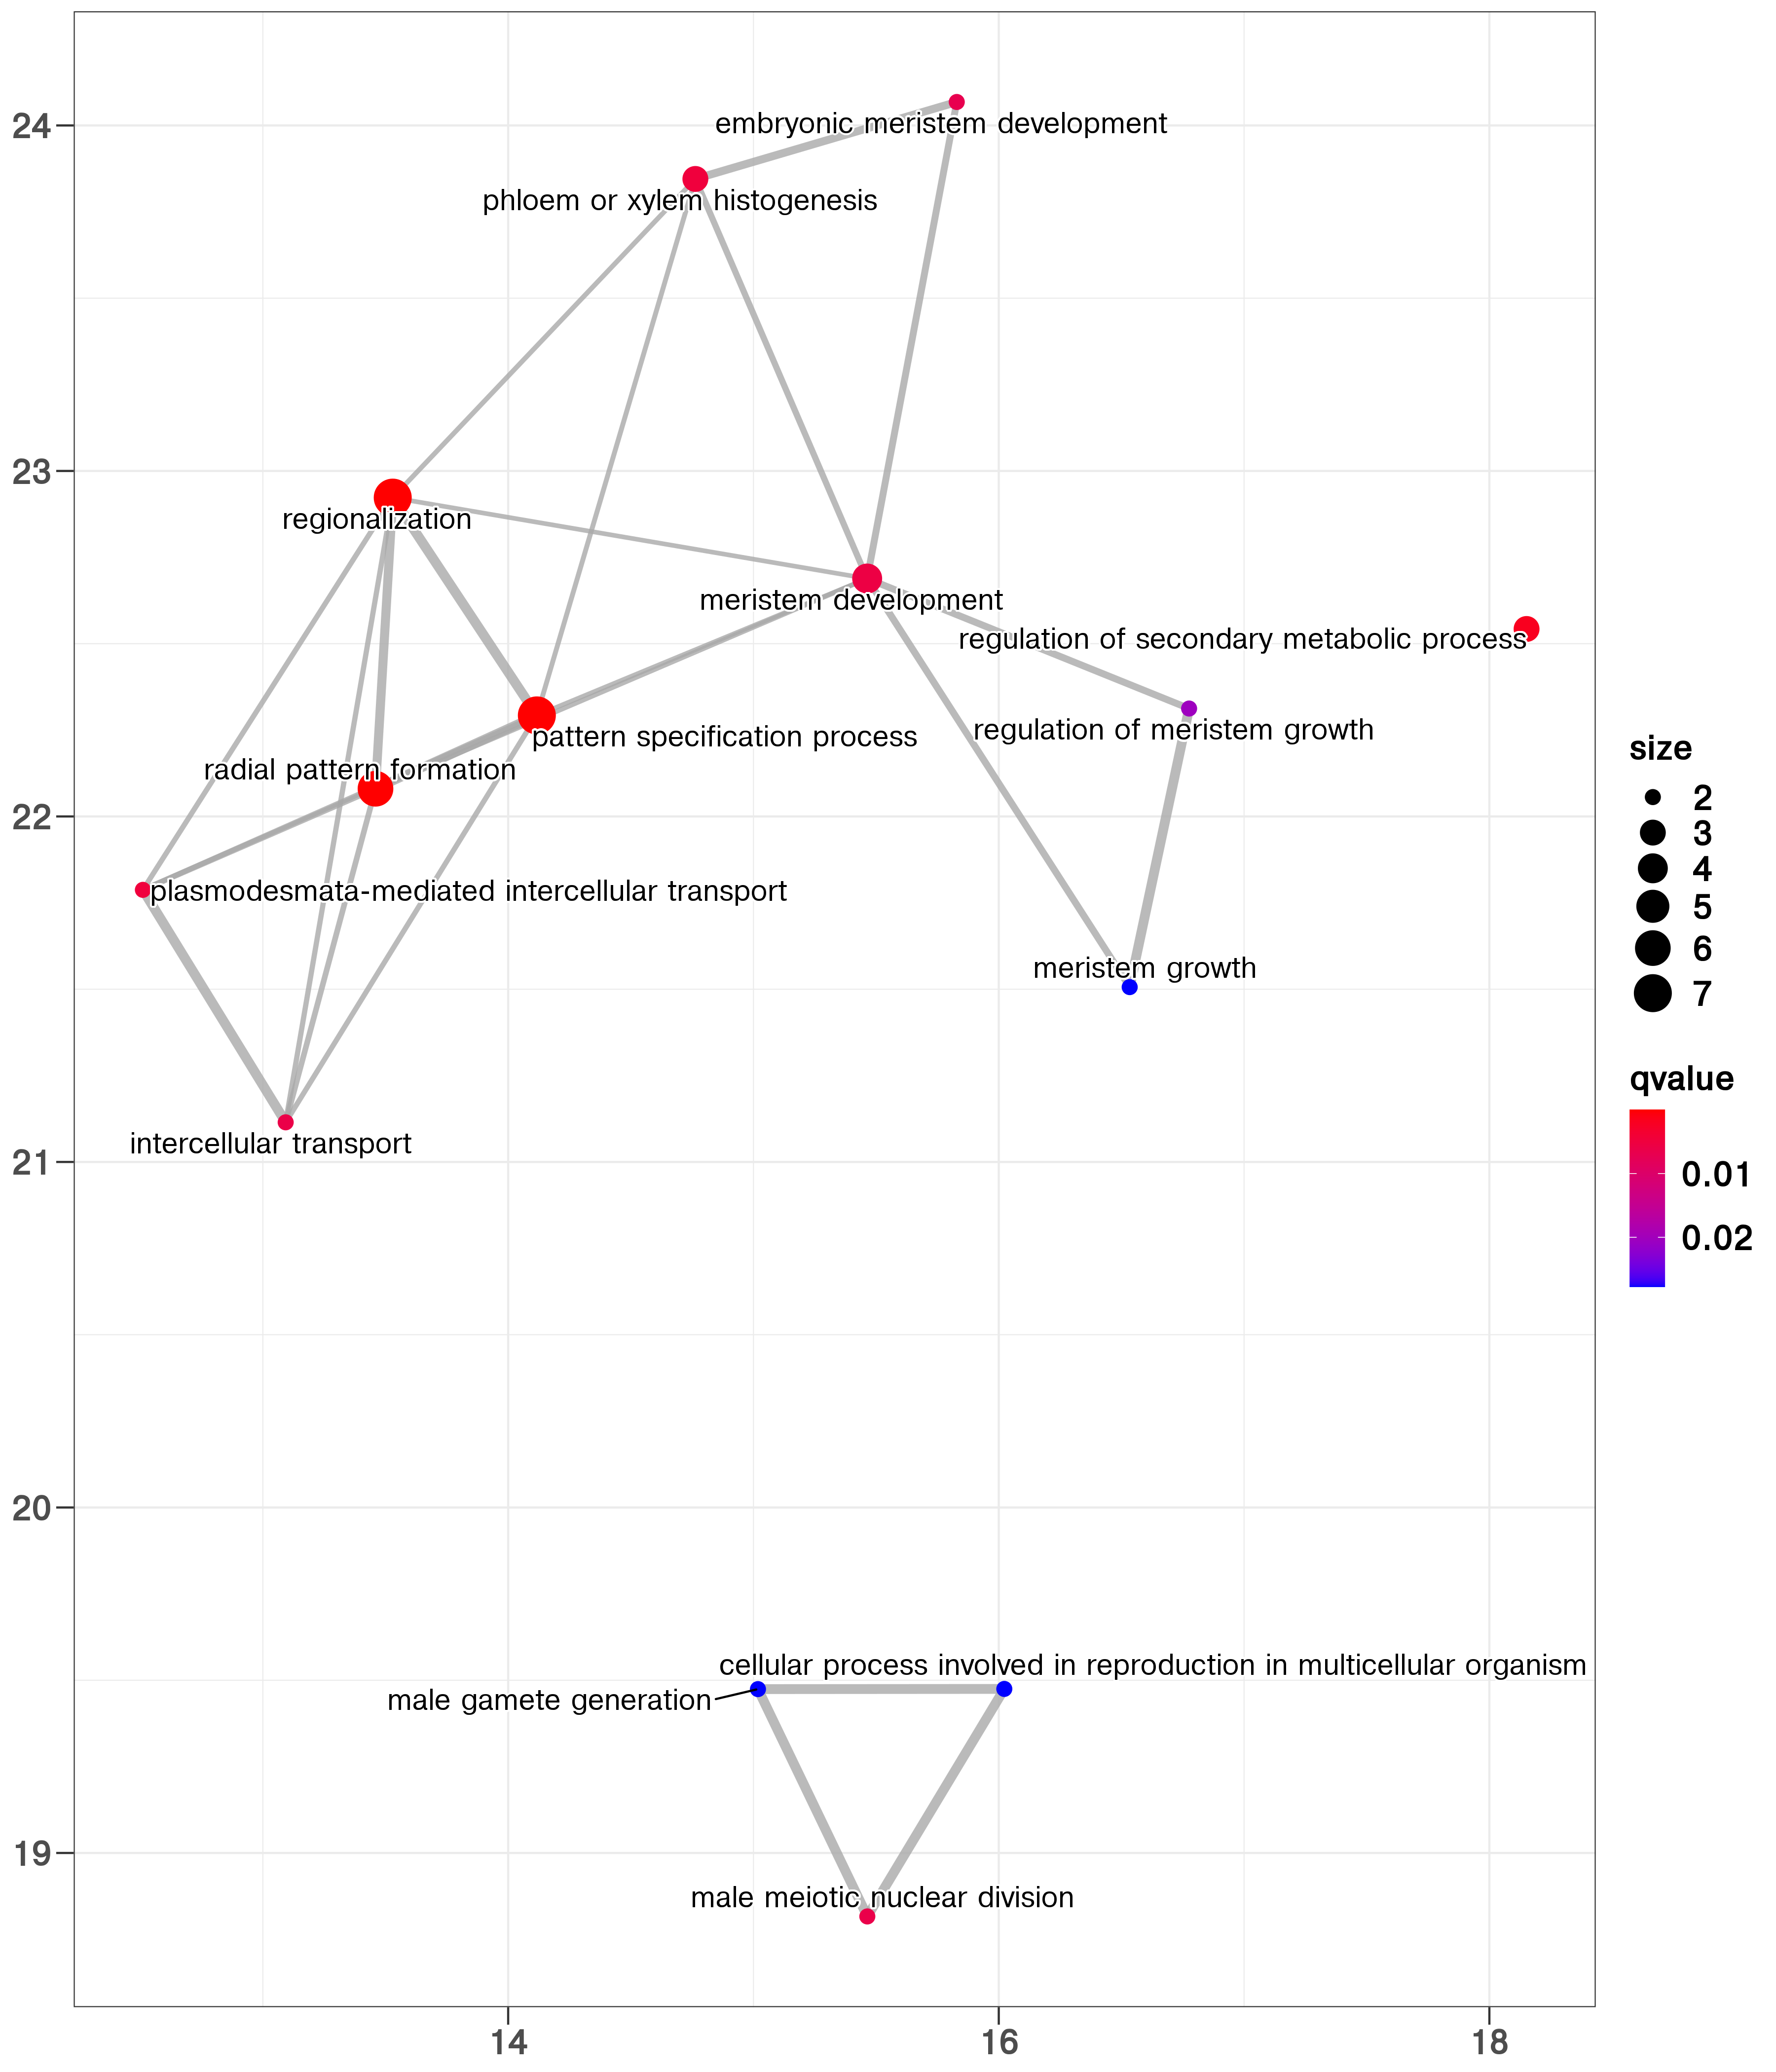 24
embryonic meristem development
phloem or xylem histogenesis
23
regionalization
meristem development
regulation of secondary metabolic process
regulation of meristem growth
pattern specification process
radial pattern formation
22
plasmodesmata-mediated intercellular transport
meristem growth
21
intercellular transport
20
cellular process involved in reproduction in multicellular organism
male gamete generation
19
male meiotic nuclear division
14
16
18
size
2
3
4
5
6
7
qvalue
0.01
0.02